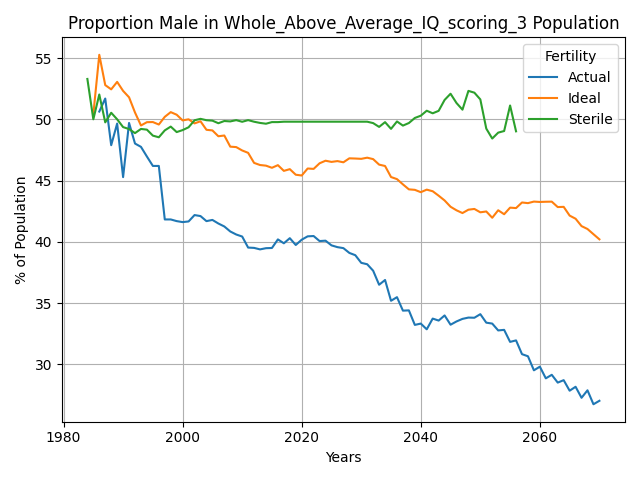 Proportion Male in Whole_Above_Average_IQ_scoring_3 Population
Fertility
Actual
Ideal
Sterile
% of Population
55
50
45
40
35
30
1980
2000
2020
2040
2060
Years